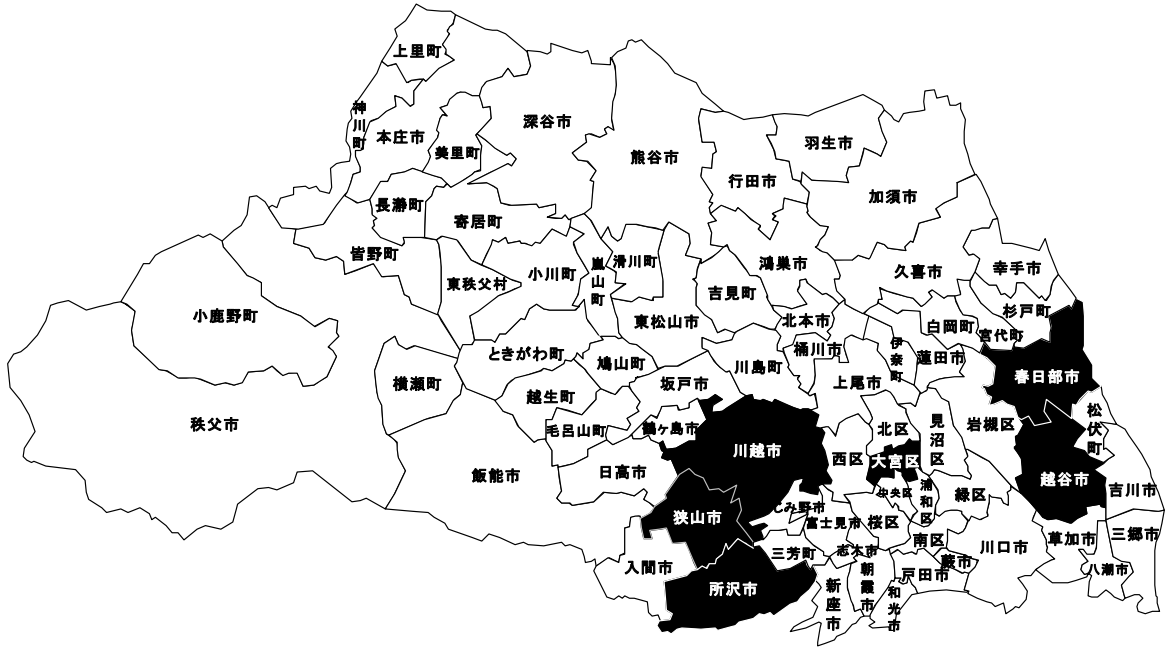 上里町
神川町
本庄市
美里町
深谷市
熊谷市
行田市
羽生市
加須市
長瀞町
寄居町
皆野町
東秩父村
小川町
嵐山町
滑川町
東松山市
吉見町
鴻巣市
久喜市
幸手市
杉戸町
宮代町
白岡町
北本市
桶川市
伊奈町
蓮田市
春日部市
小鹿野町
秩父市
横瀬町
ときがわ町
鳩山町
越生町
毛呂山町
坂戸市
鶴ヶ島市
川島町
上尾市
川越市
飯能市
日高市
西区
北区
大宮区
見沼区
岩槻区
松伏町
越谷市
吉川市
中央区
浦和区
緑区
狭山市
じみ野市
富士見市
桜区
南区
川口市
草加市
三郷市
八潮市
入間市
所沢市
三芳町
志木市
朝霞市
新座市
和光市
戸田市
蕨市